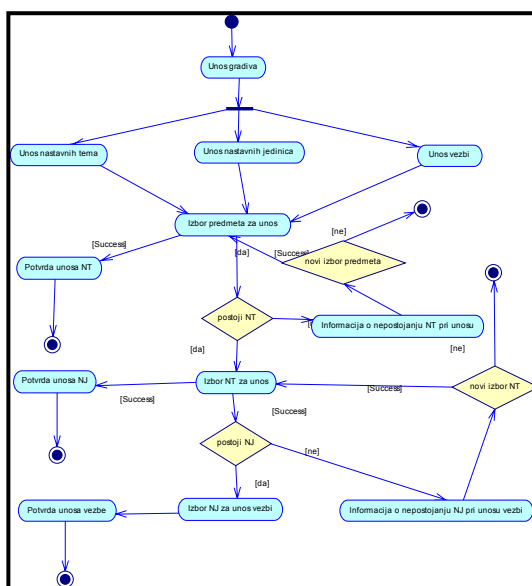 Unos gradiva
Unos nastavnih tema
Unos nastavnih jedinica
Unos vezbi
Izbor predmeta za unos
[ne]
[Success]
[da]
[Success]
novi izbor predmeta
Potvrda unosa NT
postoji NT
Informacija o nepostojanju NT pri unosu
[da]
[ne]
Potvrda unosa NJ
Izbor NT za unos
novi izbor NT
[Success]
[Success]
[Success]
postoji NJ
[ne]
[da]
Potvrda unosa vezbe
Izbor NJ za unos vezbi
Informacija o nepostojanju NJ pri unosu vezbi